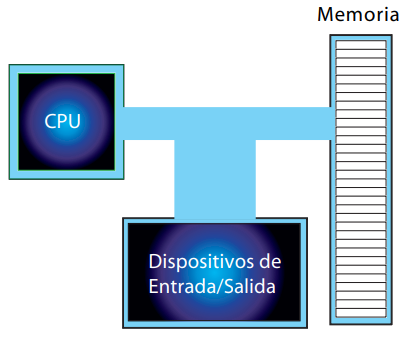 Memoria
CPU
Dispositivos de
Entrada/Salida